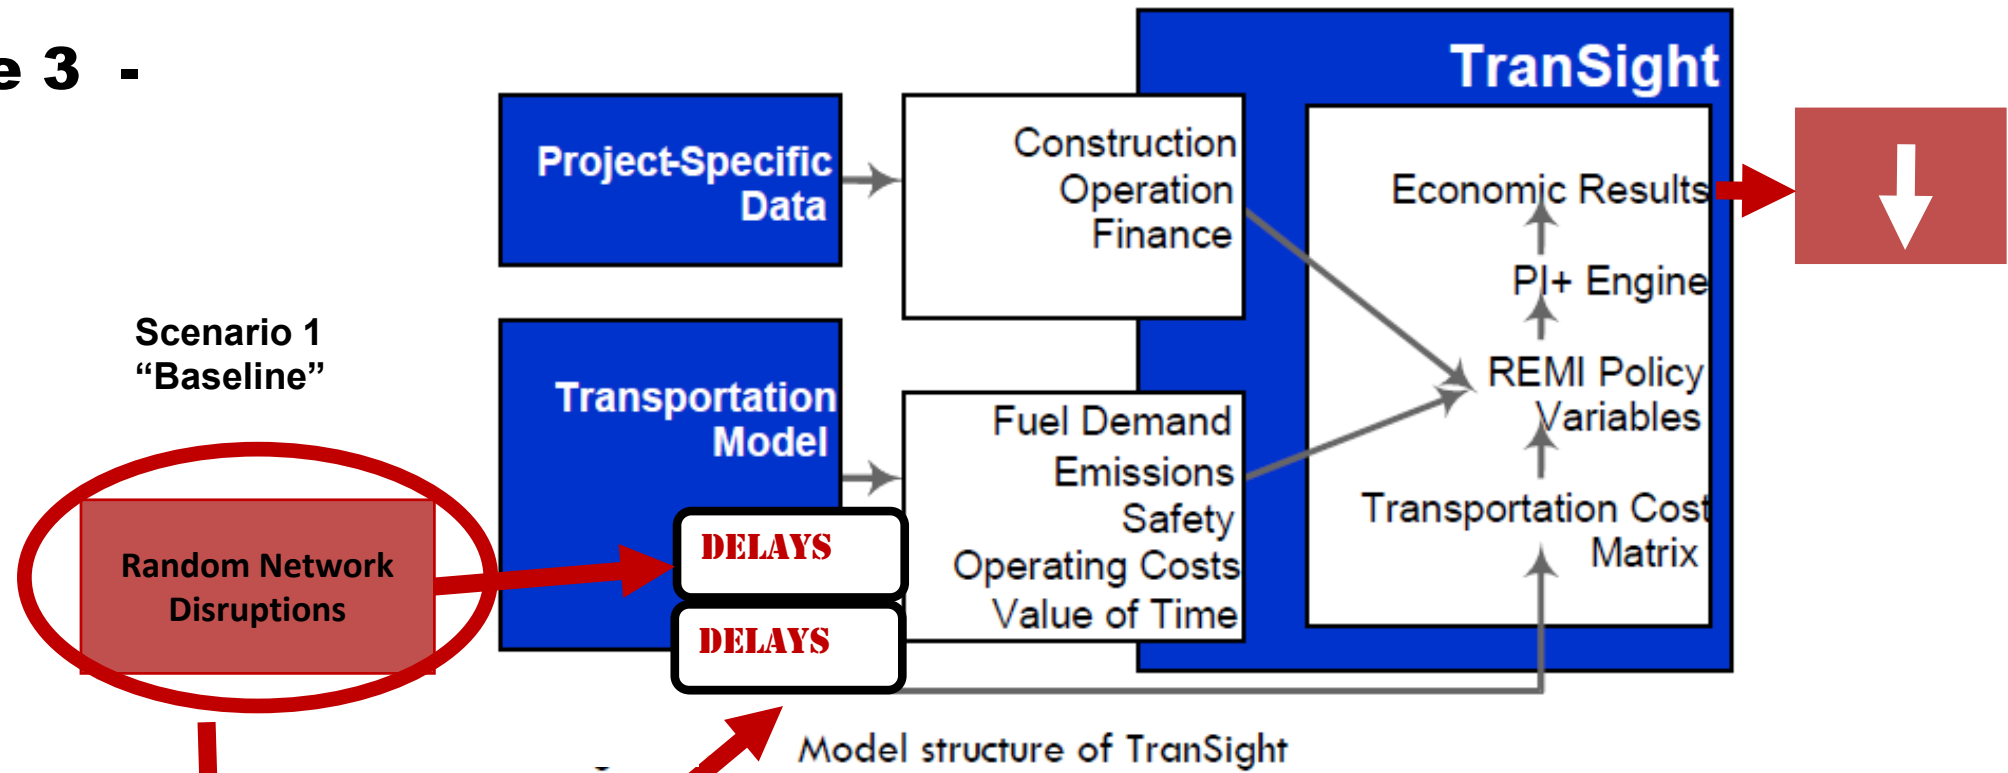 e 3 -
TranSight
Project-Specific
Data
Construction
Operation
Finance
Economic Results
PI+ Engine
REMI Policy
Variables
Transportation Cost
Matrix
Scenario 1
“Baseline”
Transportation
Model
Fuel Demand
Emissions
Safety
Operating Costs
Value of Time
Random Network
Disruptions
DELAYS
DELAYS
Model structure of TranSight